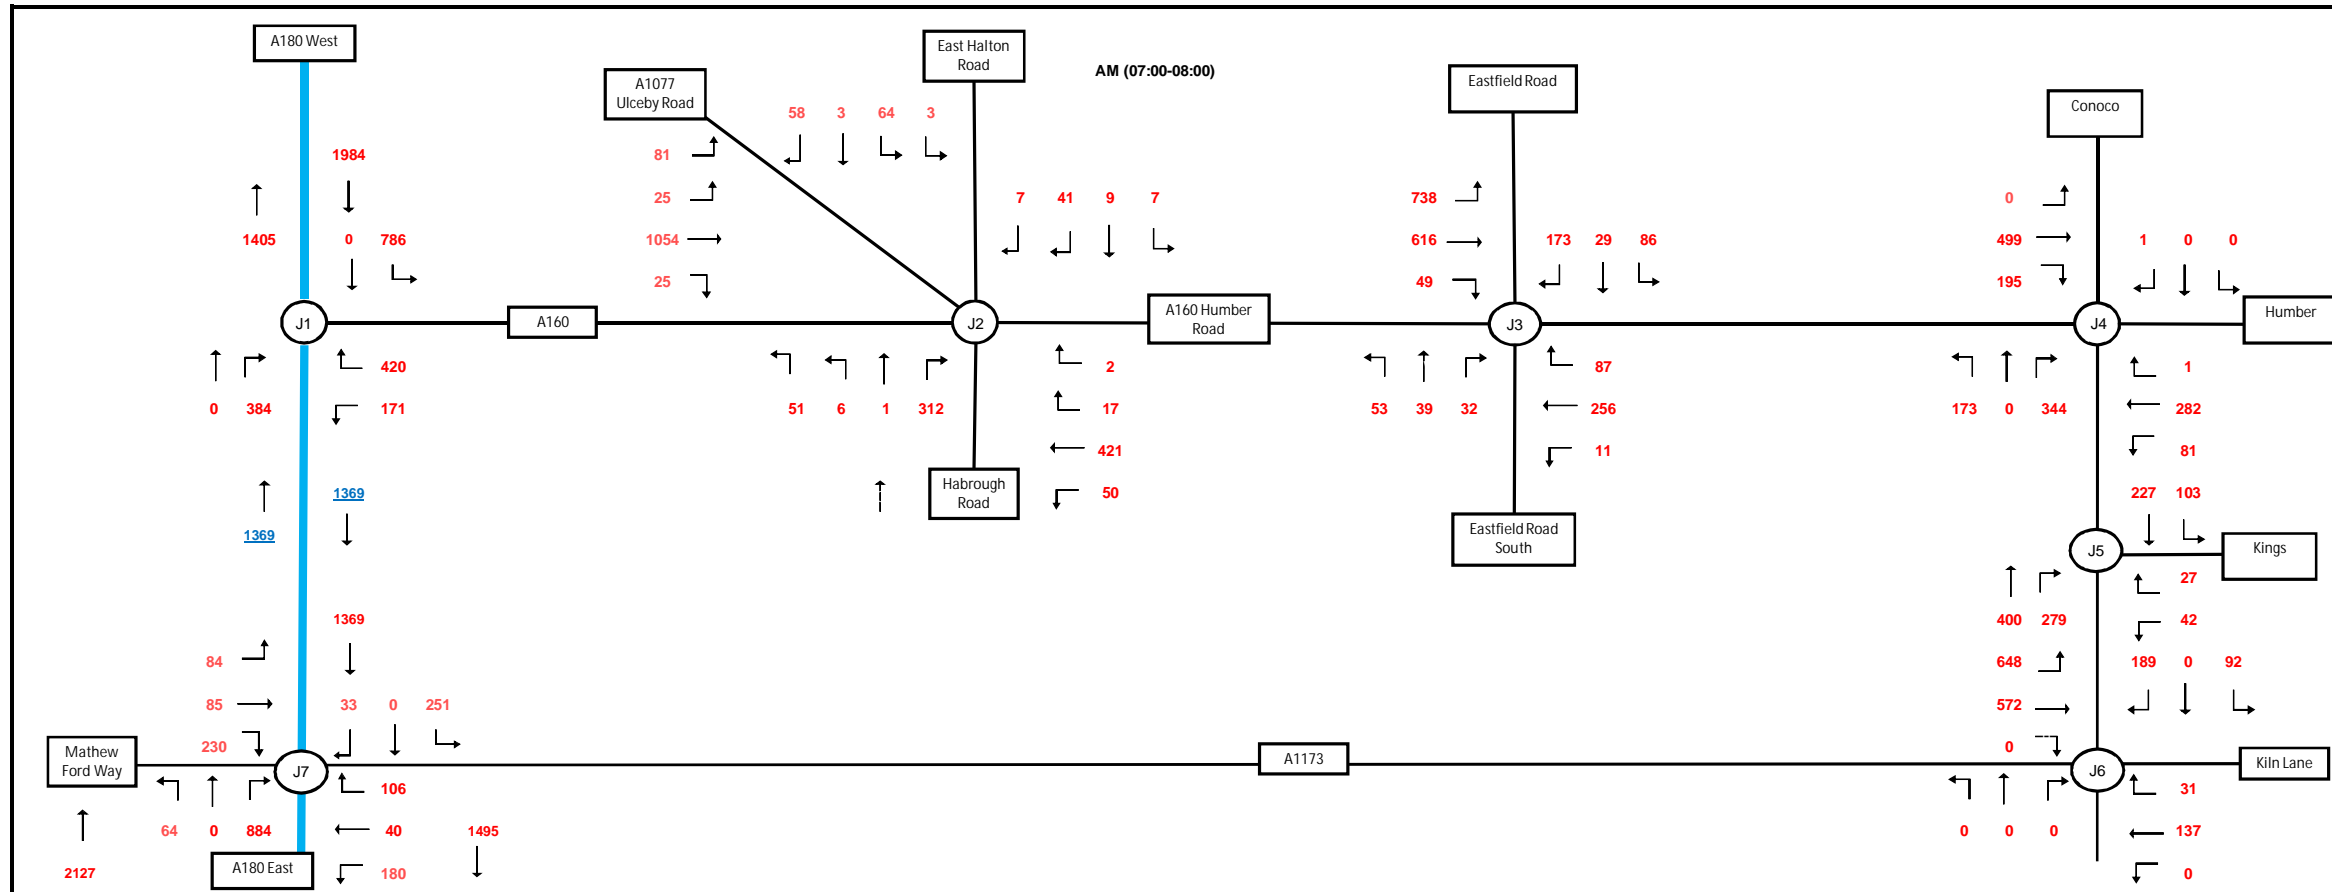 A180 West
East Halton
Road
AM (07:00-08:00)
A1077
Ulceby Road
Eastfield Road
Conoco
58 3 64 3
1984
81
25
7 41 9 7
738
0
1405 0 786
1054
616
173 29 86
499
1 0 0
25
49
195
J1
A160
J2
A160 Humber
Road
J3
J4
Humber
420
2
87
1
0 384
171
51 6 1 312
17
53 39 32
256
173 0 344
282
421
11
81
1369
Habrough
Road
50
227 103
1369
Eastfield Road
South
J5
Kings
27
1369
400 279
42
84
648
189 0 92
85
33 0 251
572
230
0
Mathew
Ford Way
J7
A1173
J6
Kiln Lane
106
31
64 0 884
40
1495
0 0 0
137
2127
A180 East
180
0